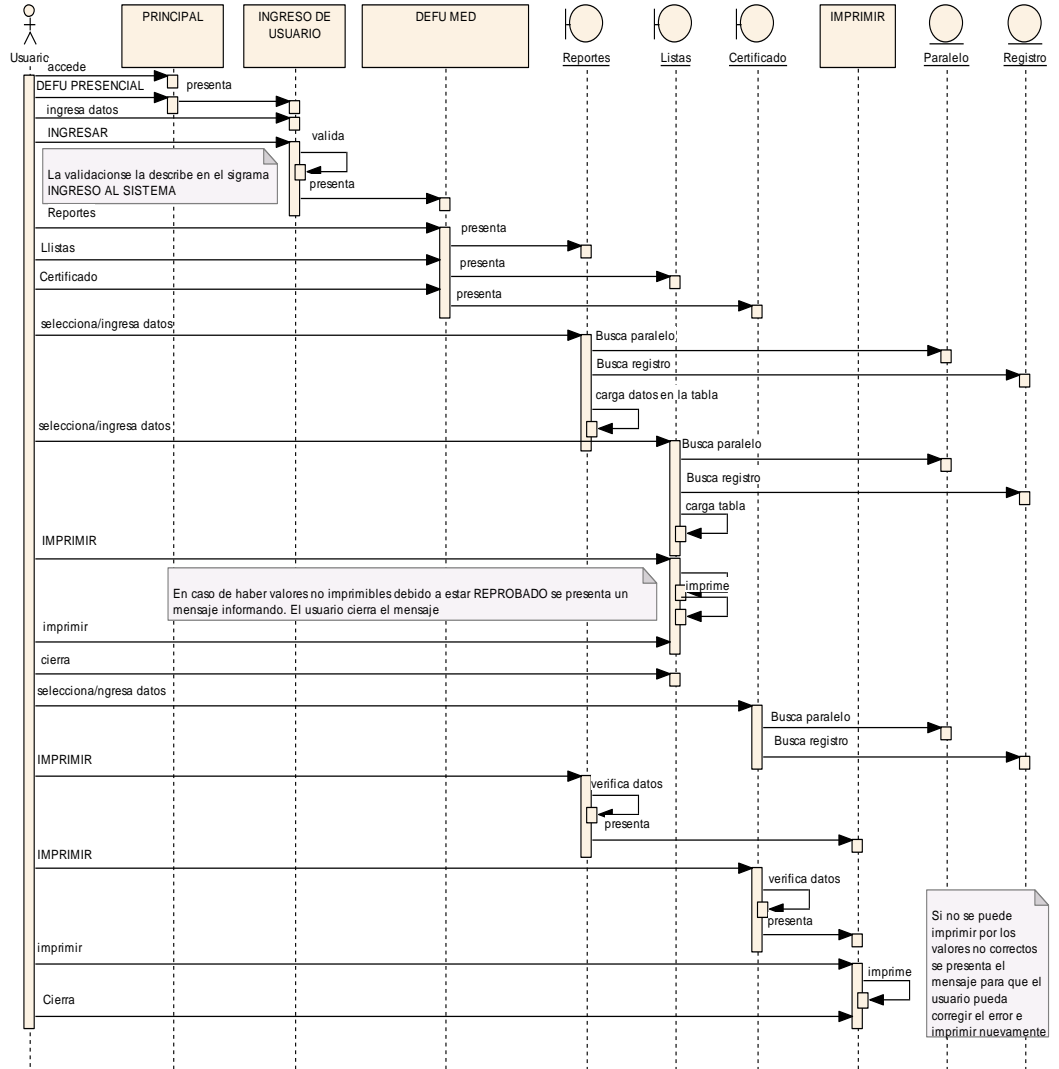 PRINCIPAL
INGRESO DE
USUARIO
DEFU MED
IMPRIMIR
Usuario
Reportes
Listas
Certificado
Paralelo
Registro
accede
DEFU PRESENCIAL
presenta
ingresa datos
INGRESAR
valida
La validacionse la describe en el sigrama
INGRESO AL SISTEMA
presenta
Reportes
presenta
Llistas
presenta
Certificado
presenta
selecciona/ingresa datos
Busca paralelo
Busca registro
carga datos en la tabla
selecciona/ingresa datos
Busca paralelo
Busca registro
carga tabla
IMPRIMIR
imprime
En caso de haber valores no imprimibles debido a estar REPROBADO se presenta un
mensaje informando. El usuario cierra el mensaje
imprimir
cierra
selecciona/ngresa datos
Busca paralelo
Busca registro
IMPRIMIR
verifica datos
presenta
IMPRIMIR
verifica datos
presenta
Si no se puede
imprimir por los
valores no correctos
se presenta el
mensaje para que el
usuario pueda
corregir el error e
imprimir nuevamente
imprimir
imprime
Cierra